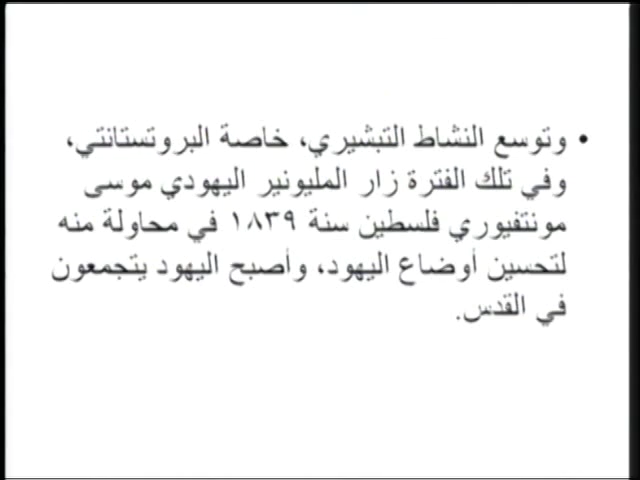 • وتوسع النشاط التبشيري، خاصة البروتستانتي،
وفي تلك الفترة زار المليونير اليهودي موسى
مونتفيوري فلسطين سنة ١٨٣٩ في محاولة منه
لتحسين أوضاع اليهود، وأصبح اليهود يتجمعون
في القدس.